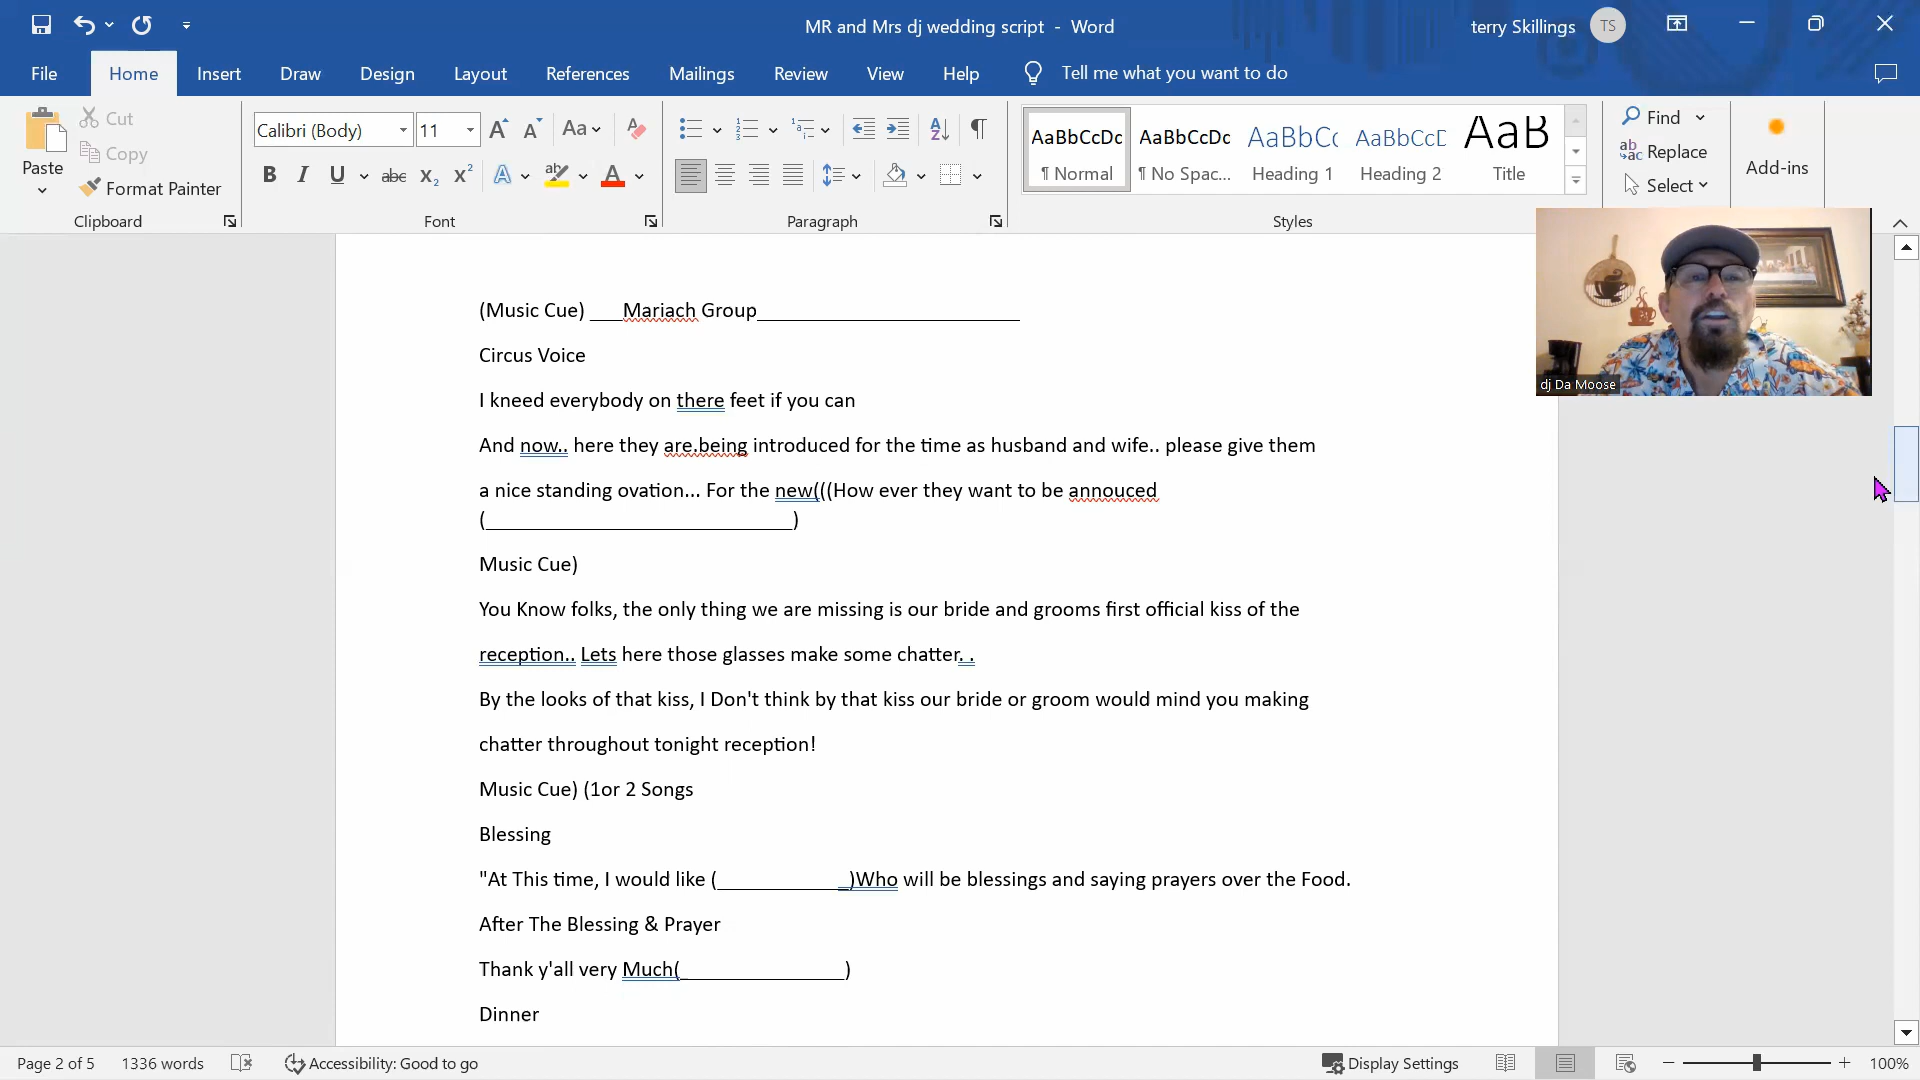 MR and Mrs dj wedding script - Word
terry Skillings TS
File Home Insert Draw Design Layout References Mailings Review View Help Tell me what you want to do
Paste
Cut
Copy
Format Painter
Clipboard
Calibri (Body) 11 Aa
B I U abc X₂ X² A ab A
Font
Paragraph
AaBbCcDc AaBbCcDc AaBbCc AaBbCcD AaB
¶ Normal ¶ No Spac... Heading 1 Heading 2 Title
Styles
Find
Replace
Select
Add-ins
dj Da Moose
(Music Cue) ___Mariach Group________________________
Circus Voice
I kneed everybody on there feet if you can
And now.. here they are.being introduced for the time as husband and wife.. please give them
a nice standing ovation... For the new(((How ever they want to be annouced
(____________________________)
Music Cue)
You Know folks, the only thing we are missing is our bride and grooms first official kiss of the
reception.. Lets here those glasses make some chatter. .
By the looks of that kiss, I Don't think by that kiss our bride or groom would mind you making
chatter throughout tonight reception!
Music Cue) (1or 2 Songs
Blessing
"At This time, I would like (____________)Who will be blessings and saying prayers over the Food.
After The Blessing & Prayer
Thank y'all very Much(_______________)
Dinner
Page 2 of 5 1336 words Accessibility: Good to go Display Settings 100%